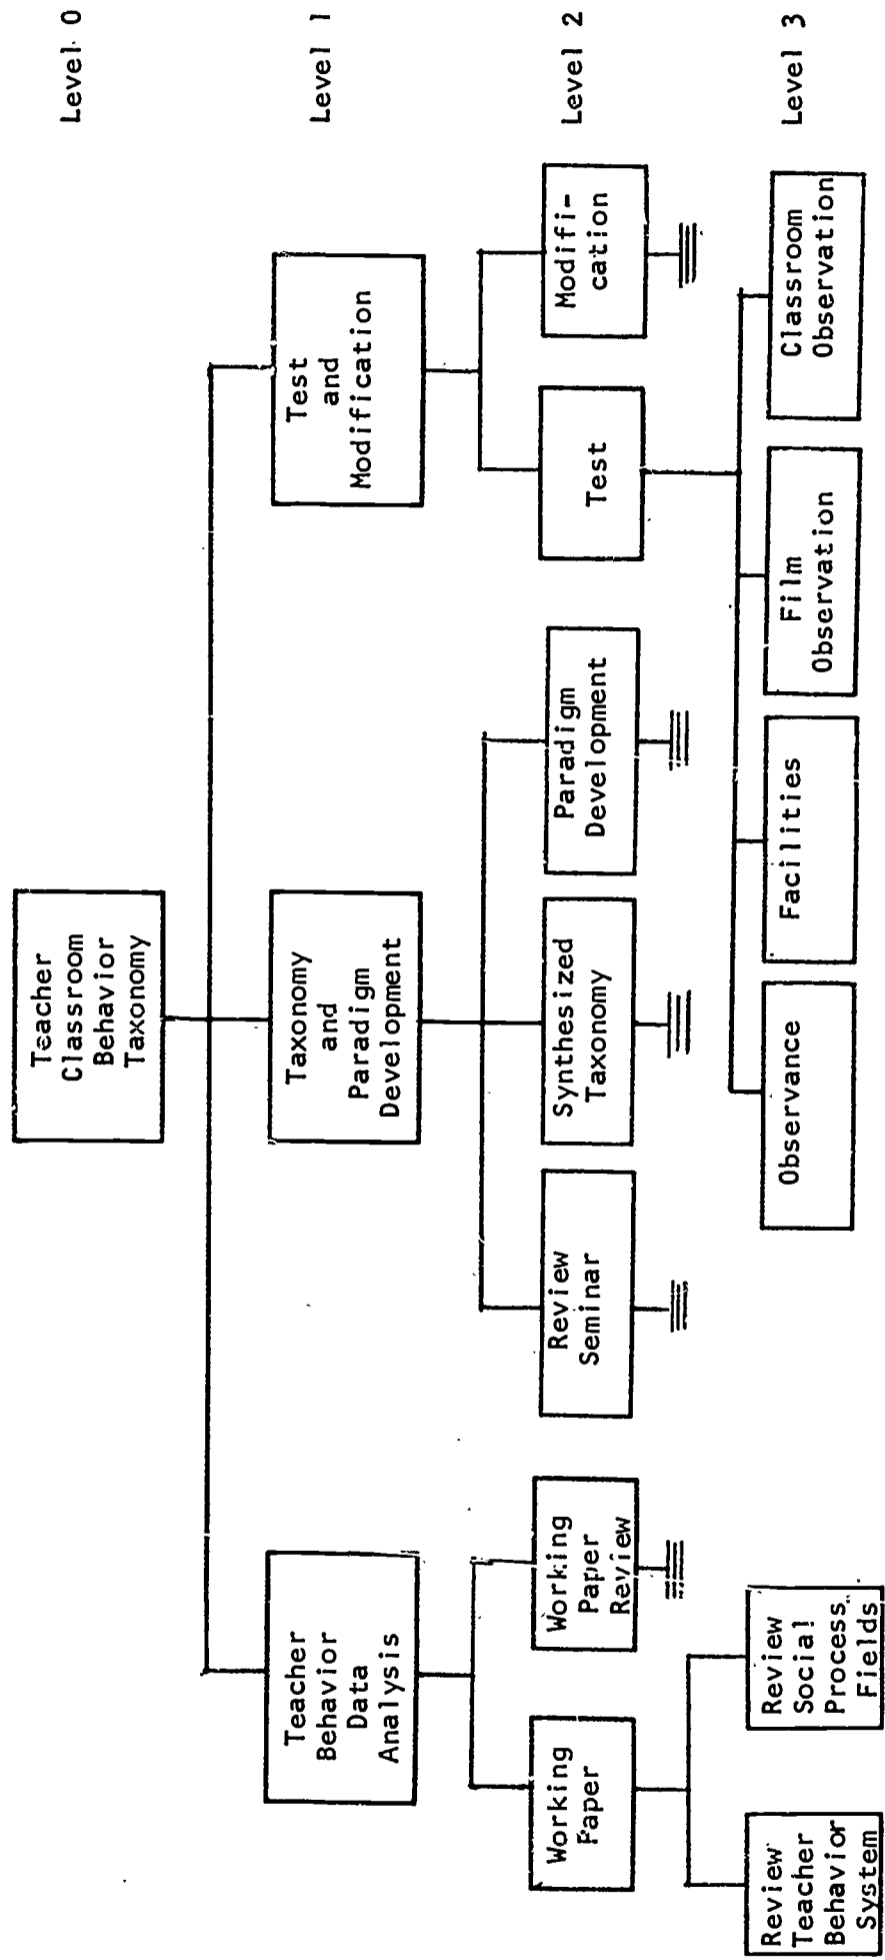 Teacher
Classroom
Behavior
Taxonomy
Level 0
Teacher
Behavior
Data
Analysis
Taxonomy
and
Paradigm
Development
Test
and
Modification
Level 1
Working
Paper
Working
Paper
Review
Review
Seminar
Synthesized
Taxonomy
Paradigm
Development
Test
Modifi-
cation
Level 2
Review
Teacher
Behavior
System
Review
Social
Process
Fields
Observance
Facilities
Film
Observation
Classroom
Observation
Level 3